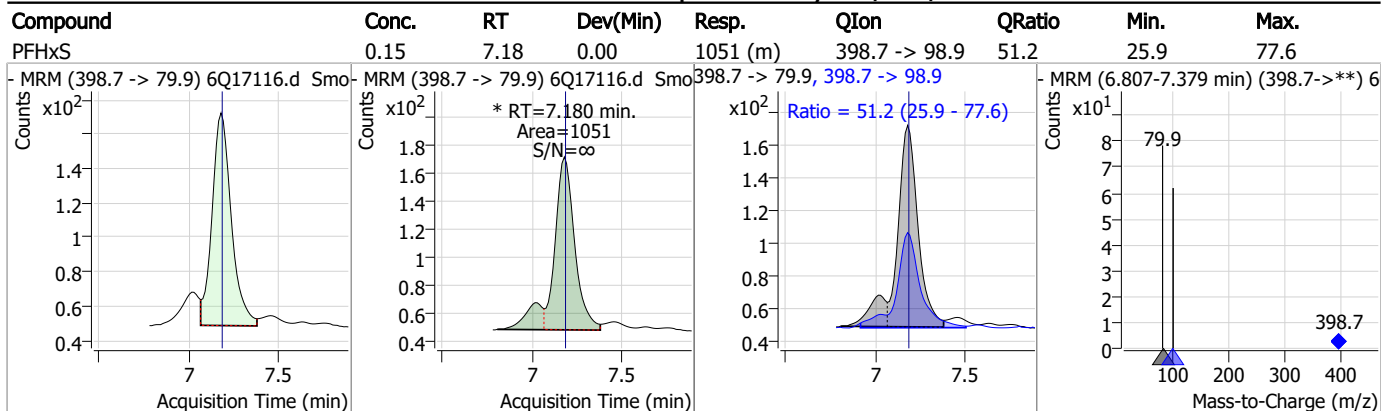 Compound Conc. RT Dev(Min) Resp. QIon QRatio Min. Max.
PFHxS 0.15 7.18 0.00 1051 (m) 398.7 -> 98.9 51.2 25.9 77.6
- MRM (398.7 -> 79.9) 6Q17116.d Smo
Counts
x10²
1.4
1.2
1
0.8
0.6
0.4
7 7.5
Acquisition Time (min)
- MRM (398.7 -> 79.9) 6Q17116.d Smo
Counts
x10²
* RT=7.180 min.
Area=1051
S/N=∞
1.8
1.6
1.4
1.2
1
0.8
0.6
0.4
7 7.5
Acquisition Time (min)
398.7 -> 79.9, 398.7 -> 98.9
x10²
Ratio = 51.2 (25.9 - 77.6)
1.6
1.4
1.2
1
0.8
0.6
0.4
7 7.5
Acquisition Time (min)
- MRM (6.807-7.379 min) (398.7->**) 6
Counts
x10¹
8
7
6
5
4
3
2
1
0
79.9
398.7
100 200 300 400
Mass-to-Charge (m/z)